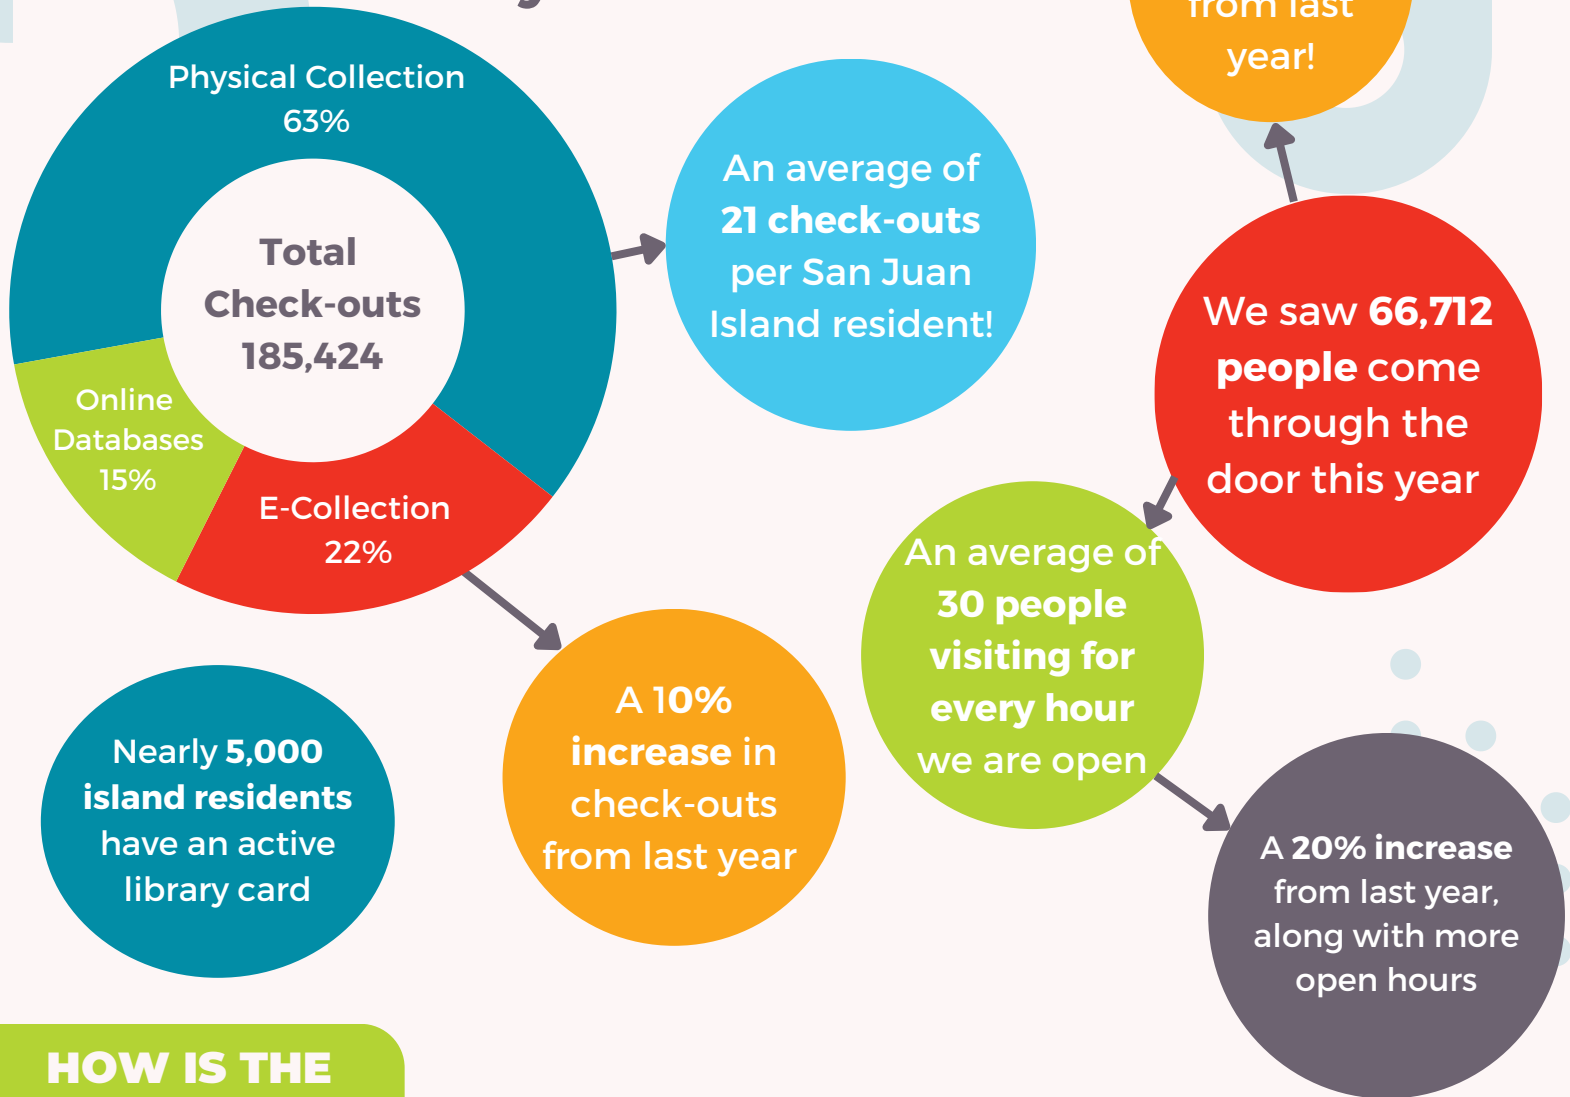 from last
year!
Physical Collection
63%
Total
Check-outs
185,424
Online
Databases
15%
E-Collection
22%
An average of
21 check-outs
per San Juan
Island resident!
We saw 66,712
people come
through the
door this year
An average of
30 people
visiting for
every hour
we are open
A 10%
increase in
check-outs
from last year
Nearly 5,000
island residents
have an active
library card
A 20% increase
from last year,
along with more
open hours
HOW IS THE